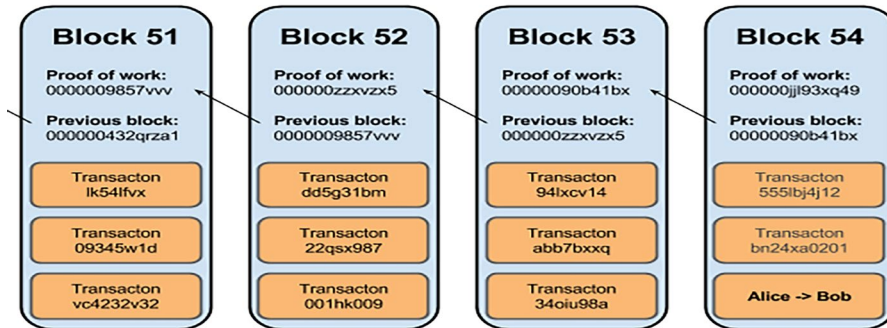 Block 51
Proof of work:
0000009857vvv
Previous block:
000000432qrza1
Transacton
lk54lfvx
Transacton
09345w1d
Transacton
vc4232v32
Block 52
Proof of work:
000000zzxvzx5
Previous block:
0000009857vvv
Transacton
dd5g31bm
Transacton
22qsx987
Transacton
001hk009
Block 53
Proof of work:
00000090b41bx
Previous block:
000000zzxvzx5
Transacton
94lxcv14
Transacton
abb7bxxq
Transacton
34oiu98a
Block 54
Proof of work:
000000jjl93xq49
Previous block:
00000090b41bx
Transacton
555lbj4j12
Transacton
bn24xa0201
Alice -> Bob